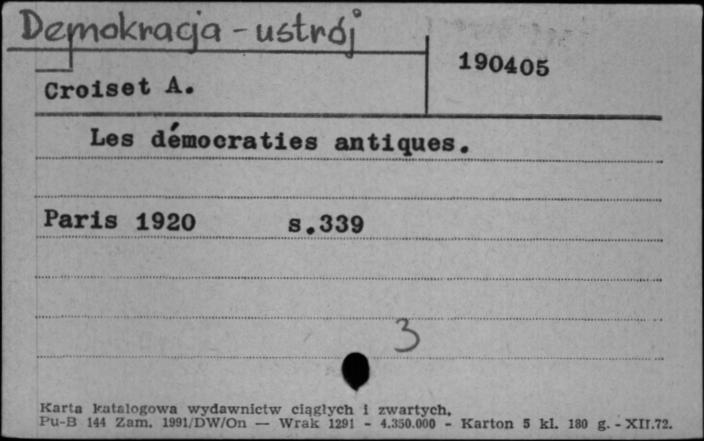 Demokracja - ustrój
190405
Croiset A.
Les démocraties antiques.
Paris 1920 s.339
3
Karta katalogowa wydawnictw ciągłych i zwartych.
Pu-B 144 Zam. 1991/DW/On — Wrak 1291 - 4.350.000 - Karton 5 kl. 180 g. - XII.72.